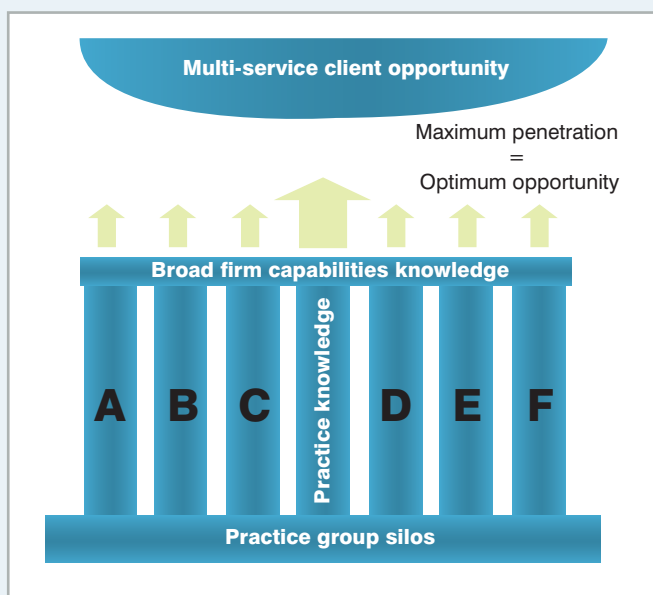 Multi-service client opportunity
Maximum penetration
=
Optimum opportunity
Broad firm capabilities knowledge
A
B
C
Practice knowledge
D
E
F
Practice group silos